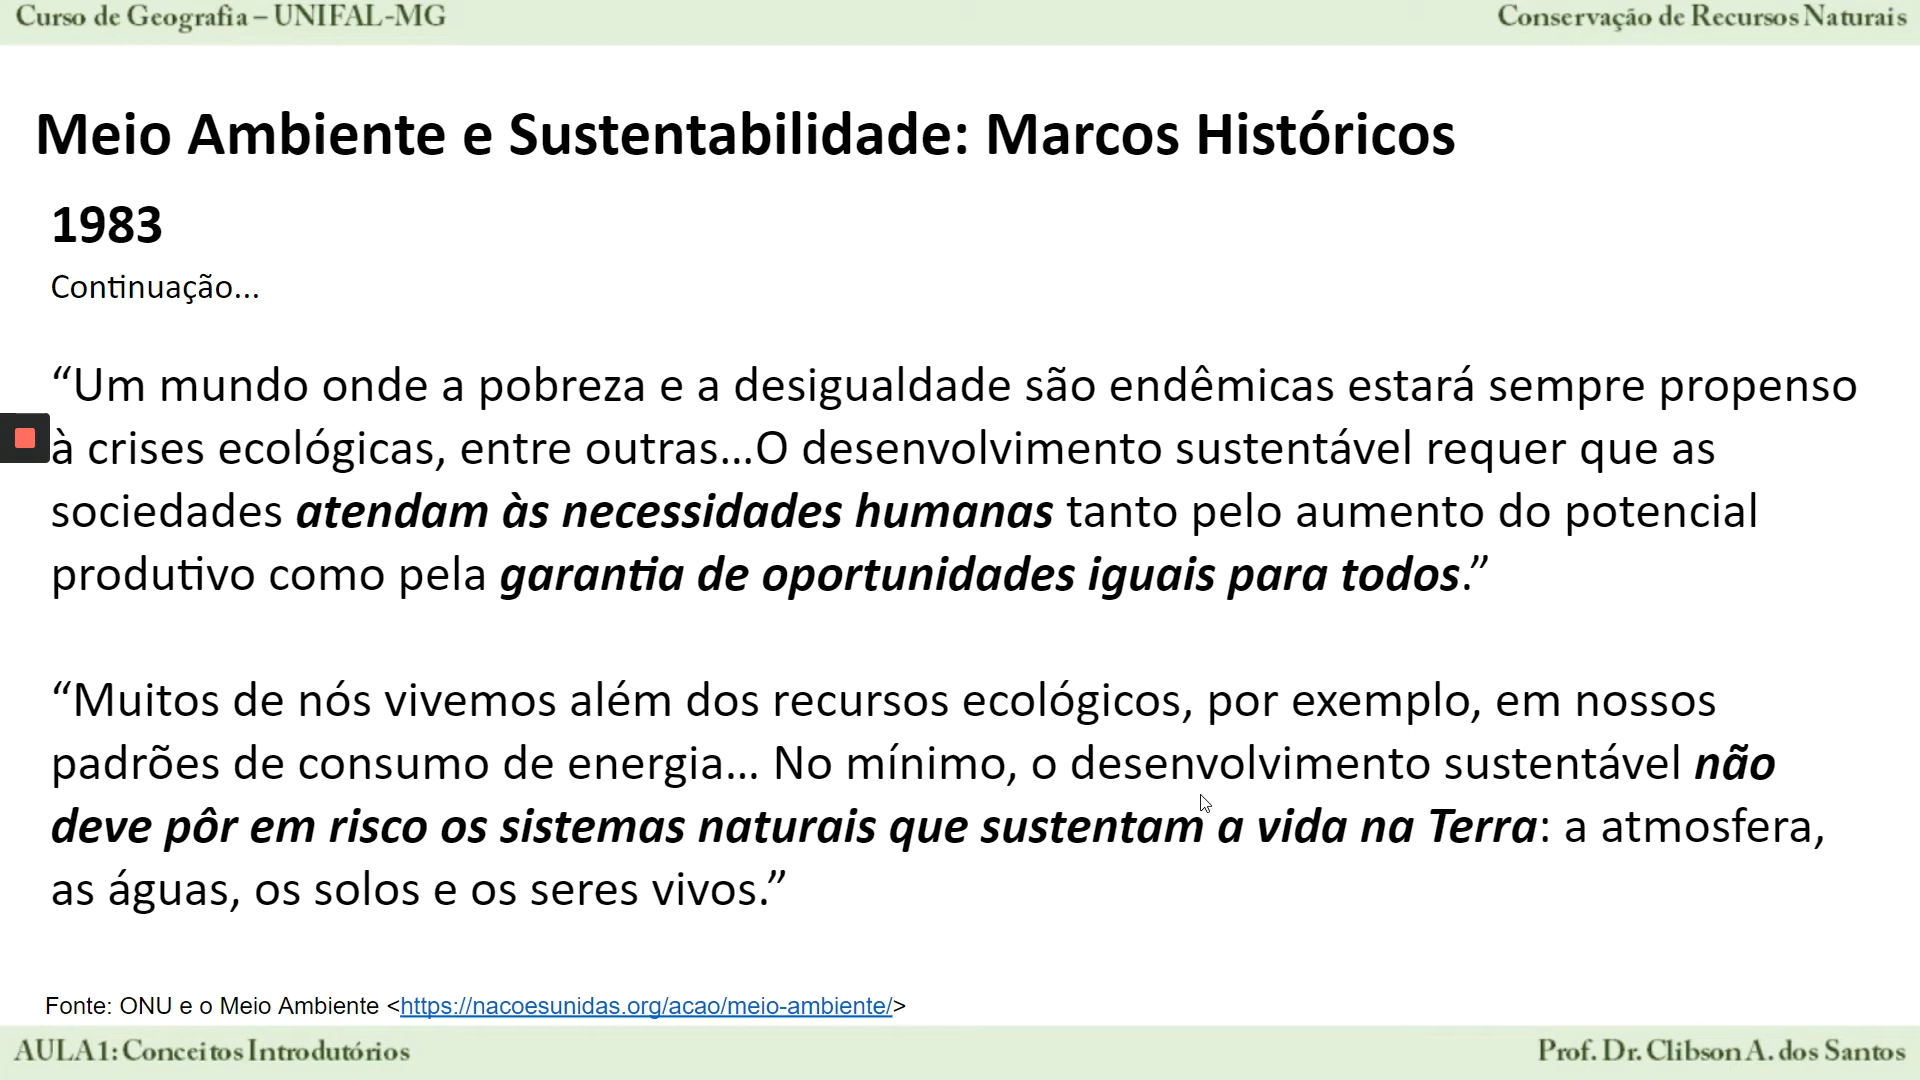 Curso de Geografia – UNIFAL-MG
Conservação de Recursos Naturais
Meio Ambiente e Sustentabilidade: Marcos Históricos
1983
Continuação...
“Um mundo onde a pobreza e a desigualdade são endêmicas estará sempre propenso
à crises ecológicas, entre outras...O desenvolvimento sustentável requer que as
sociedades atendam às necessidades humanas tanto pelo aumento do potencial
produtivo como pela garantia de oportunidades iguais para todos.”
“Muitos de nós vivemos além dos recursos ecológicos, por exemplo, em nossos
padrões de consumo de energia... No mínimo, o desenvolvimento sustentável não
deve pôr em risco os sistemas naturais que sustentam a vida na Terra: a atmosfera,
as águas, os solos e os seres vivos.”
Fonte: ONU e o Meio Ambiente <https://nacoesunidas.org/acao/meio-ambiente/>
AULA1: Conceitos Introdutórios
Prof. Dr. Clibson A. dos Santos